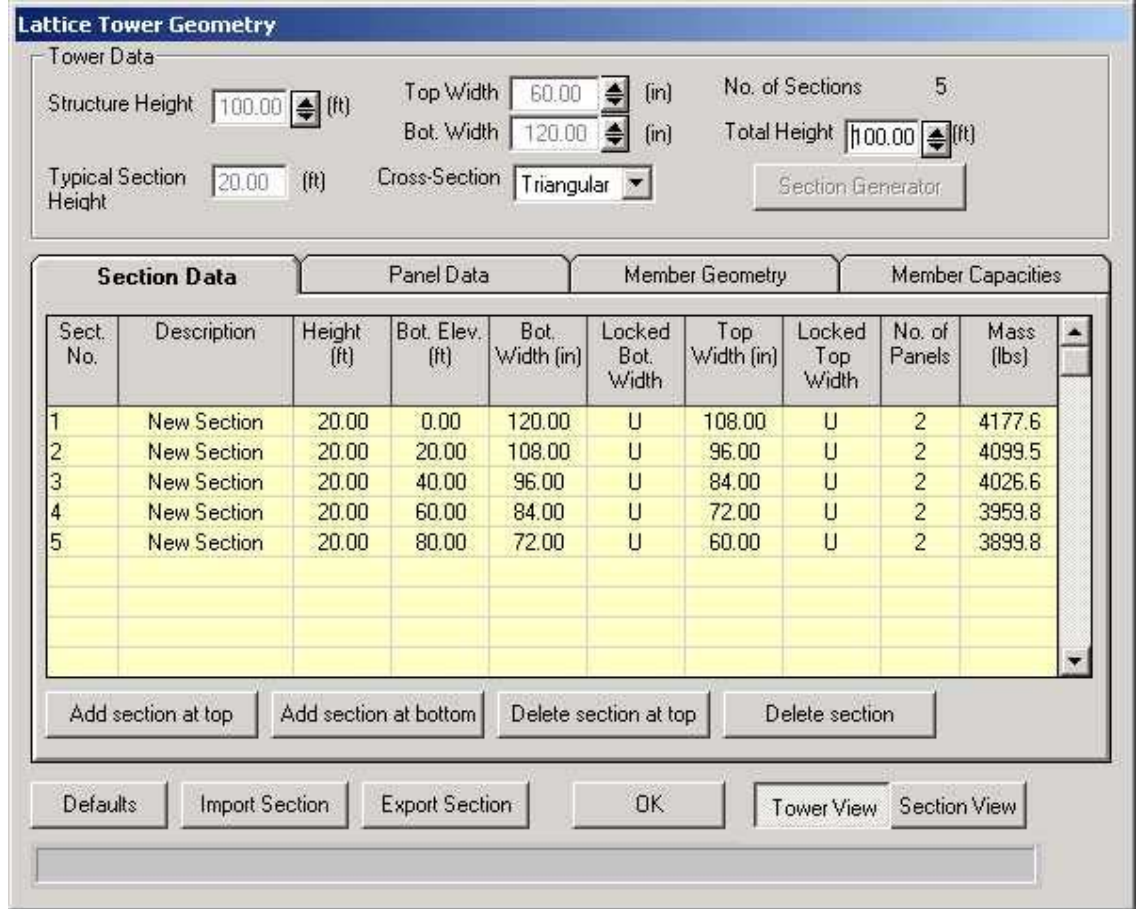 Lattice Tower Geometry
Tower Data
Structure Height 100.00 (ft) Top Width 60.00 (in) No. of Sections 5
Bot. Width 120.00 (in) Total Height 100.00 (ft)
Typical Section Height 20.00 (ft) Cross-Section Triangular Section Generator
Section Data Panel Data Member Geometry Member Capacities
Sect. No. Description Height (ft) Bot. Elev. (ft) Bot. Width (in) Locked Bot. Width Top Width (in) Locked Top Width No. of Panels Mass (lbs)
1 New Section 20.00 0.00 120.00 U 108.00 U 2 4177.6
2 New Section 20.00 20.00 108.00 U 96.00 U 2 4099.5
3 New Section 20.00 40.00 96.00 U 84.00 U 2 4026.6
4 New Section 20.00 60.00 84.00 U 72.00 U 2 3959.8
5 New Section 20.00 80.00 72.00 U 60.00 U 2 3899.8
Add section at top Add section at bottom Delete section at top Delete section
Defaults Import Section Export Section OK Tower View Section View